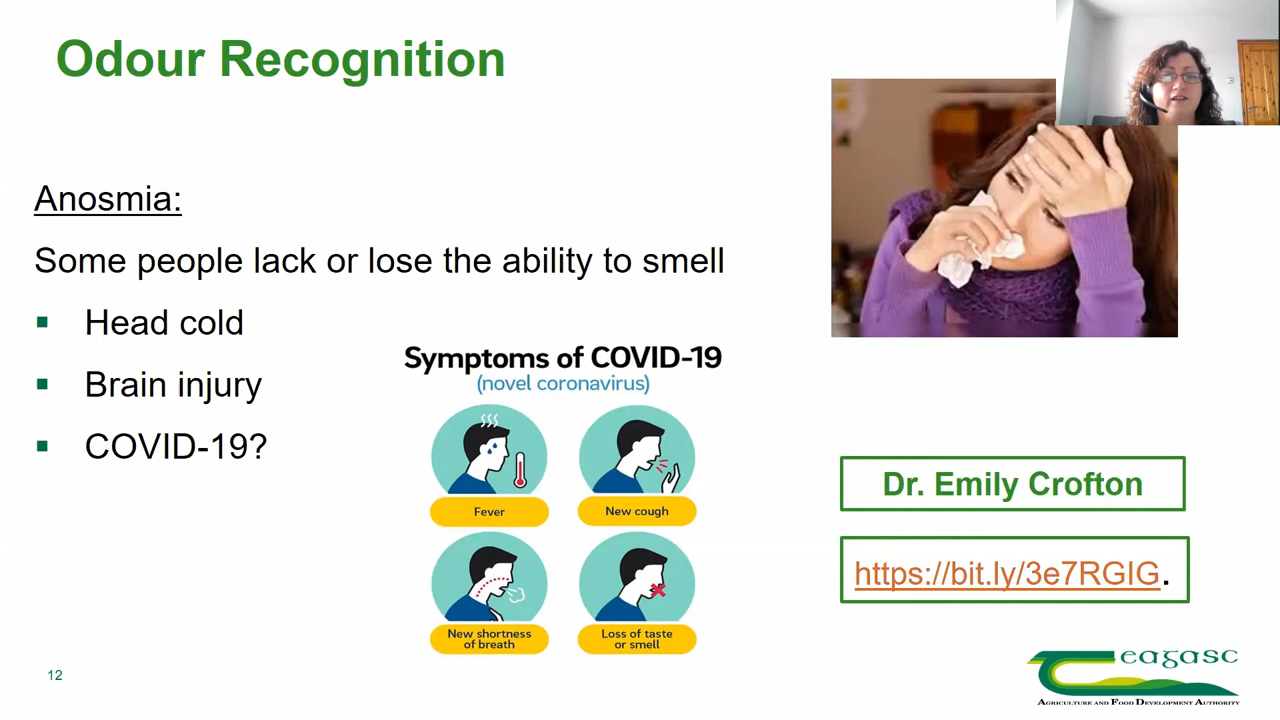 Odour Recognition
Anosmia:
Some people lack or lose the ability to smell
Head cold
Brain injury
COVID-19?
Symptoms of COVID-19
(novel coronavirus)
Fever
New cough
New shortness
of breath
Loss of taste
or smell
Dr. Emily Crofton
https://bit.ly/3e7RGIG.
12
eagasc
AGRICULTURE AND FOOD DEVELOPMENT AUTHORITY